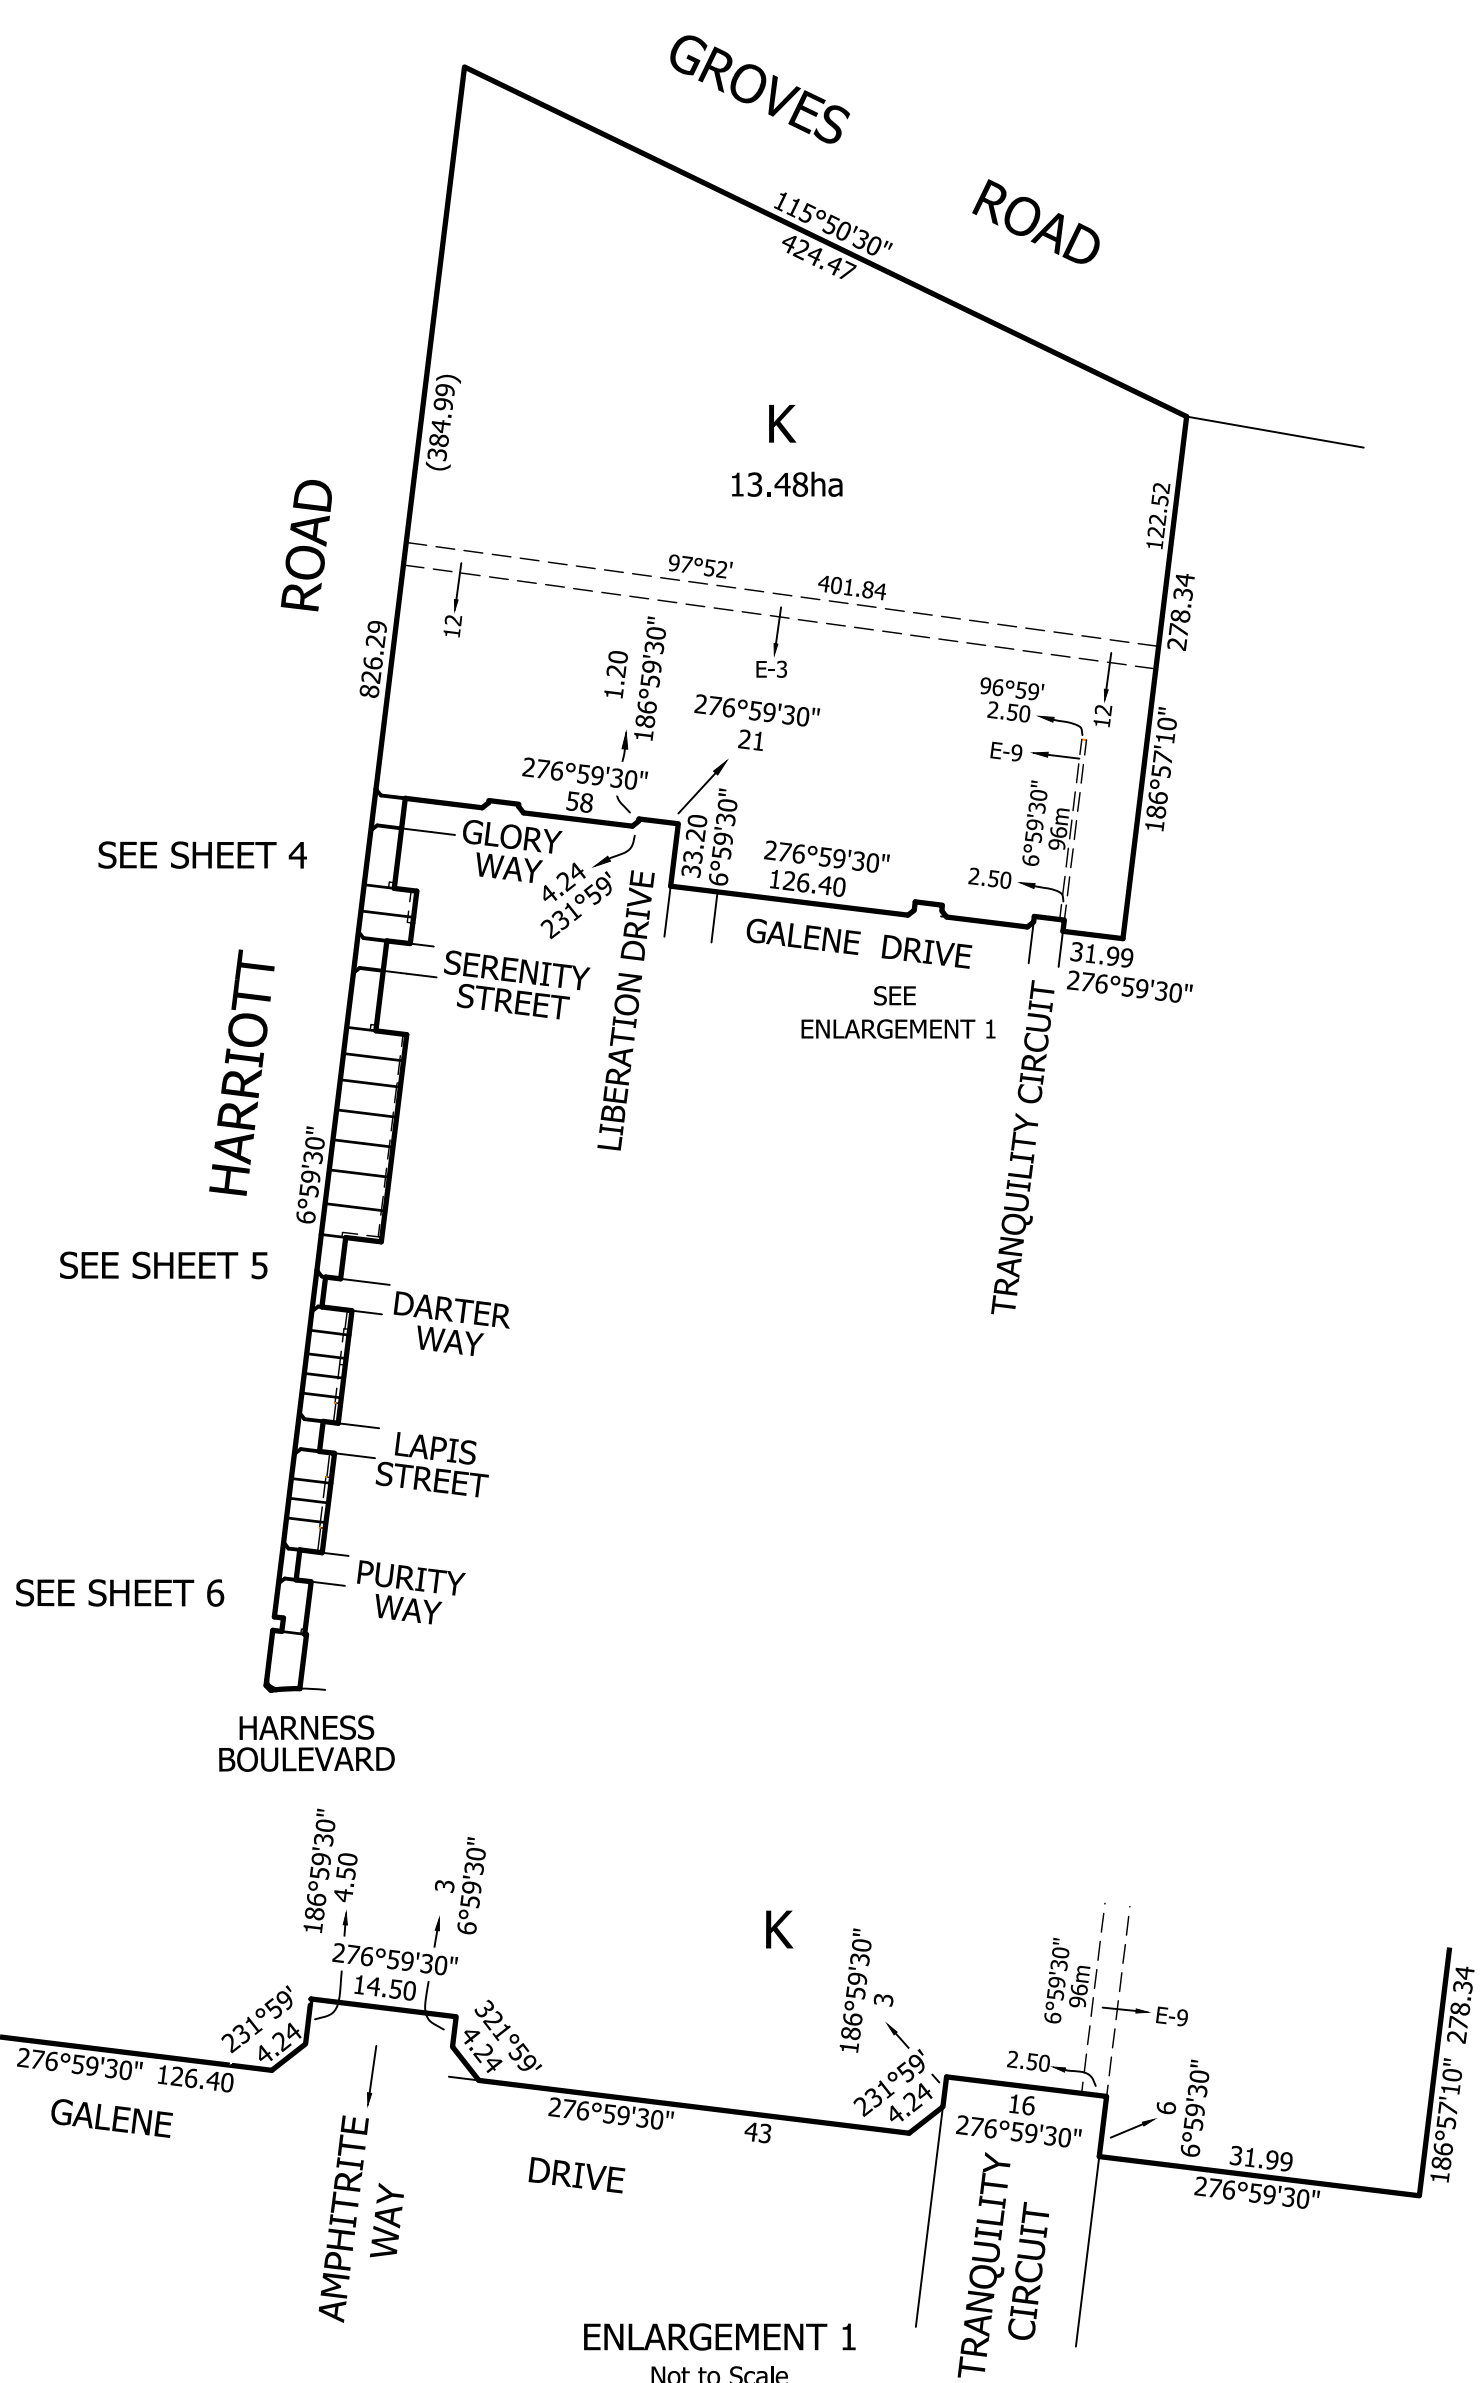 GROVES
ROAD
115°50'30"
424.47
(384.99)
K
13.48ha
ROAD
122.52
278.34
186°57'10"
97°52'
401.84
12
E-3
12
826.29
1.20
186°59'30"
276°59'30"
21
96°59'
2.50
E-9
276°59'30"
58
6°59'30"
96m
2.50
SEE SHEET 4
GLORY
WAY
4.24
231°59'
33.20
6°59'30"
276°59'30"
126.40
GALENE DRIVE
SEE
ENLARGEMENT 1
31.99
276°59'30"
SERENITY
STREET
LIBERATION DRIVE
TRANQUILITY CIRCUIT
HARRIOTT
6°59'30"
SEE SHEET 5
DARTER
WAY
LAPIS
STREET
SEE SHEET 6
PURITY
WAY
HARNESS
BOULEVARD
186°59'30"
4.50
3
6°59'30"
K
276°59'30"
14.50
231°59'
4.24
321°59'
4.24
276°59'30" 126.40
GALENE
AMPHITRITE
WAY
276°59'30" 43
DRIVE
186°59'30"
3
231°59'
4.24
6°59'30"
96m
E-9
2.50
16
276°59'30"
6
6°59'30"
31.99
276°59'30"
186°57'10" 278.34
TRANQUILITY
CIRCUIT
ENLARGEMENT 1
Not to Scale